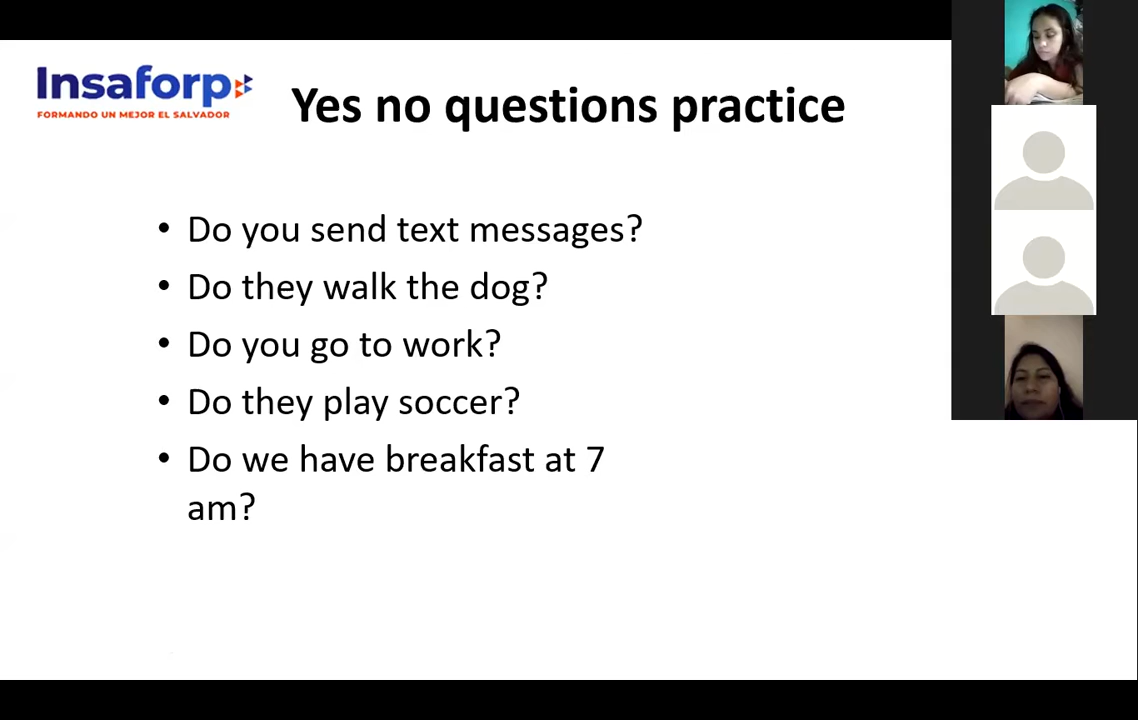 Insaforp
FORMANDO UN MEJOR EL SALVADOR
Yes no questions practice
• Do you send text messages?
• Do they walk the dog?
• Do you go to work?
• Do they play soccer?
• Do we have breakfast at 7
am?